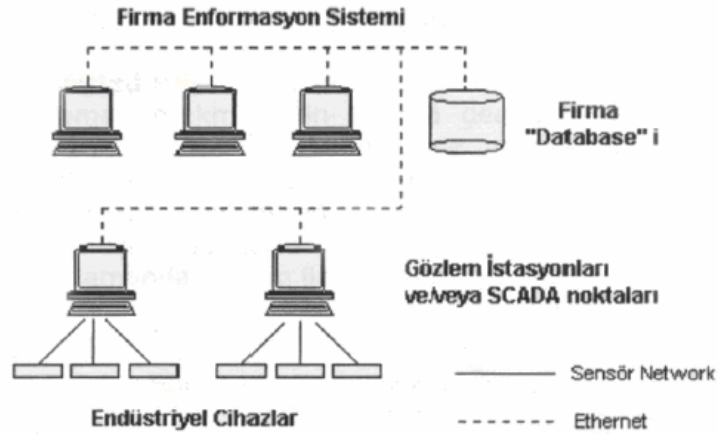 Firma Enformasyon Sistemi
Firma
"Database" i
Gözlem İstasyonları
ve/veya SCADA noktaları
Sensör Network
Endüstriyel Cihazlar
Ethernet